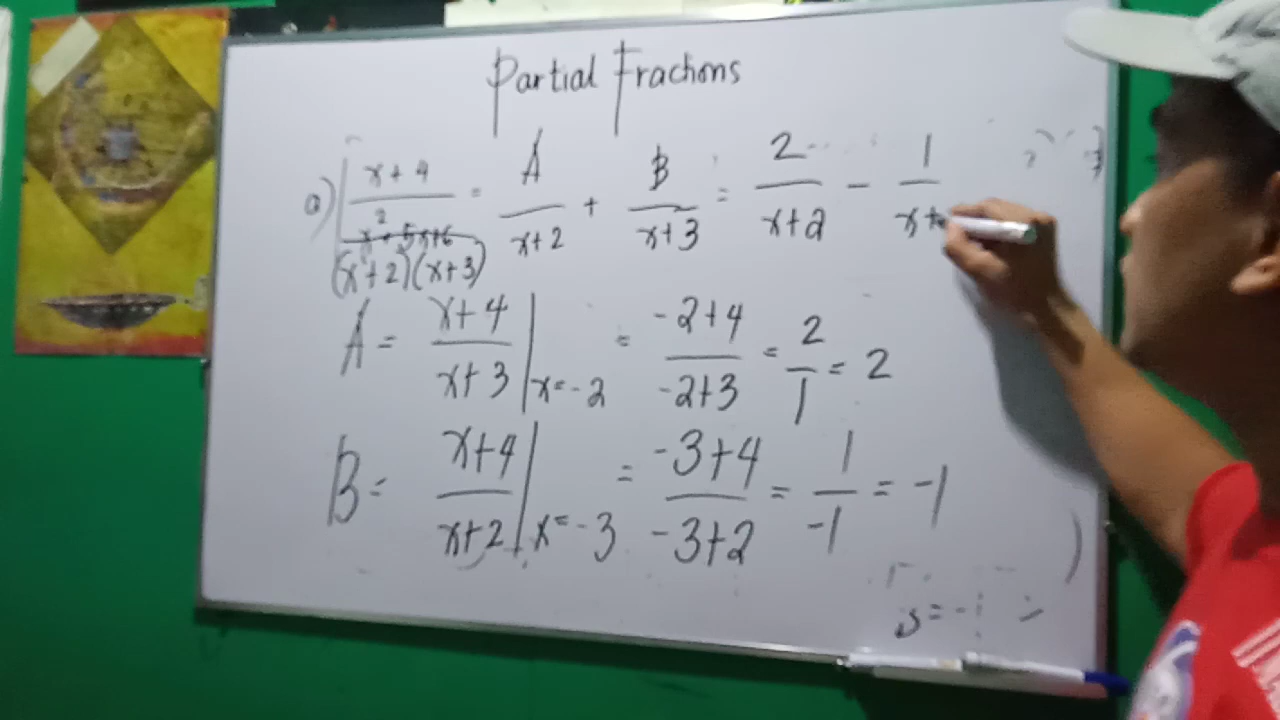 Partial Fractions
a) x+4 / x²+5x+6 = A / x+2 + B / x+3 = 2 / x+2 - 1 / x+
(x+2)(x+3)
A = x+4 / x+3 | x=-2 = -2+4 / -2+3 = 2 / 1 = 2
B = x+4 / x+2 | x=-3 = -3+4 / -3+2 = 1 / -1 = -1